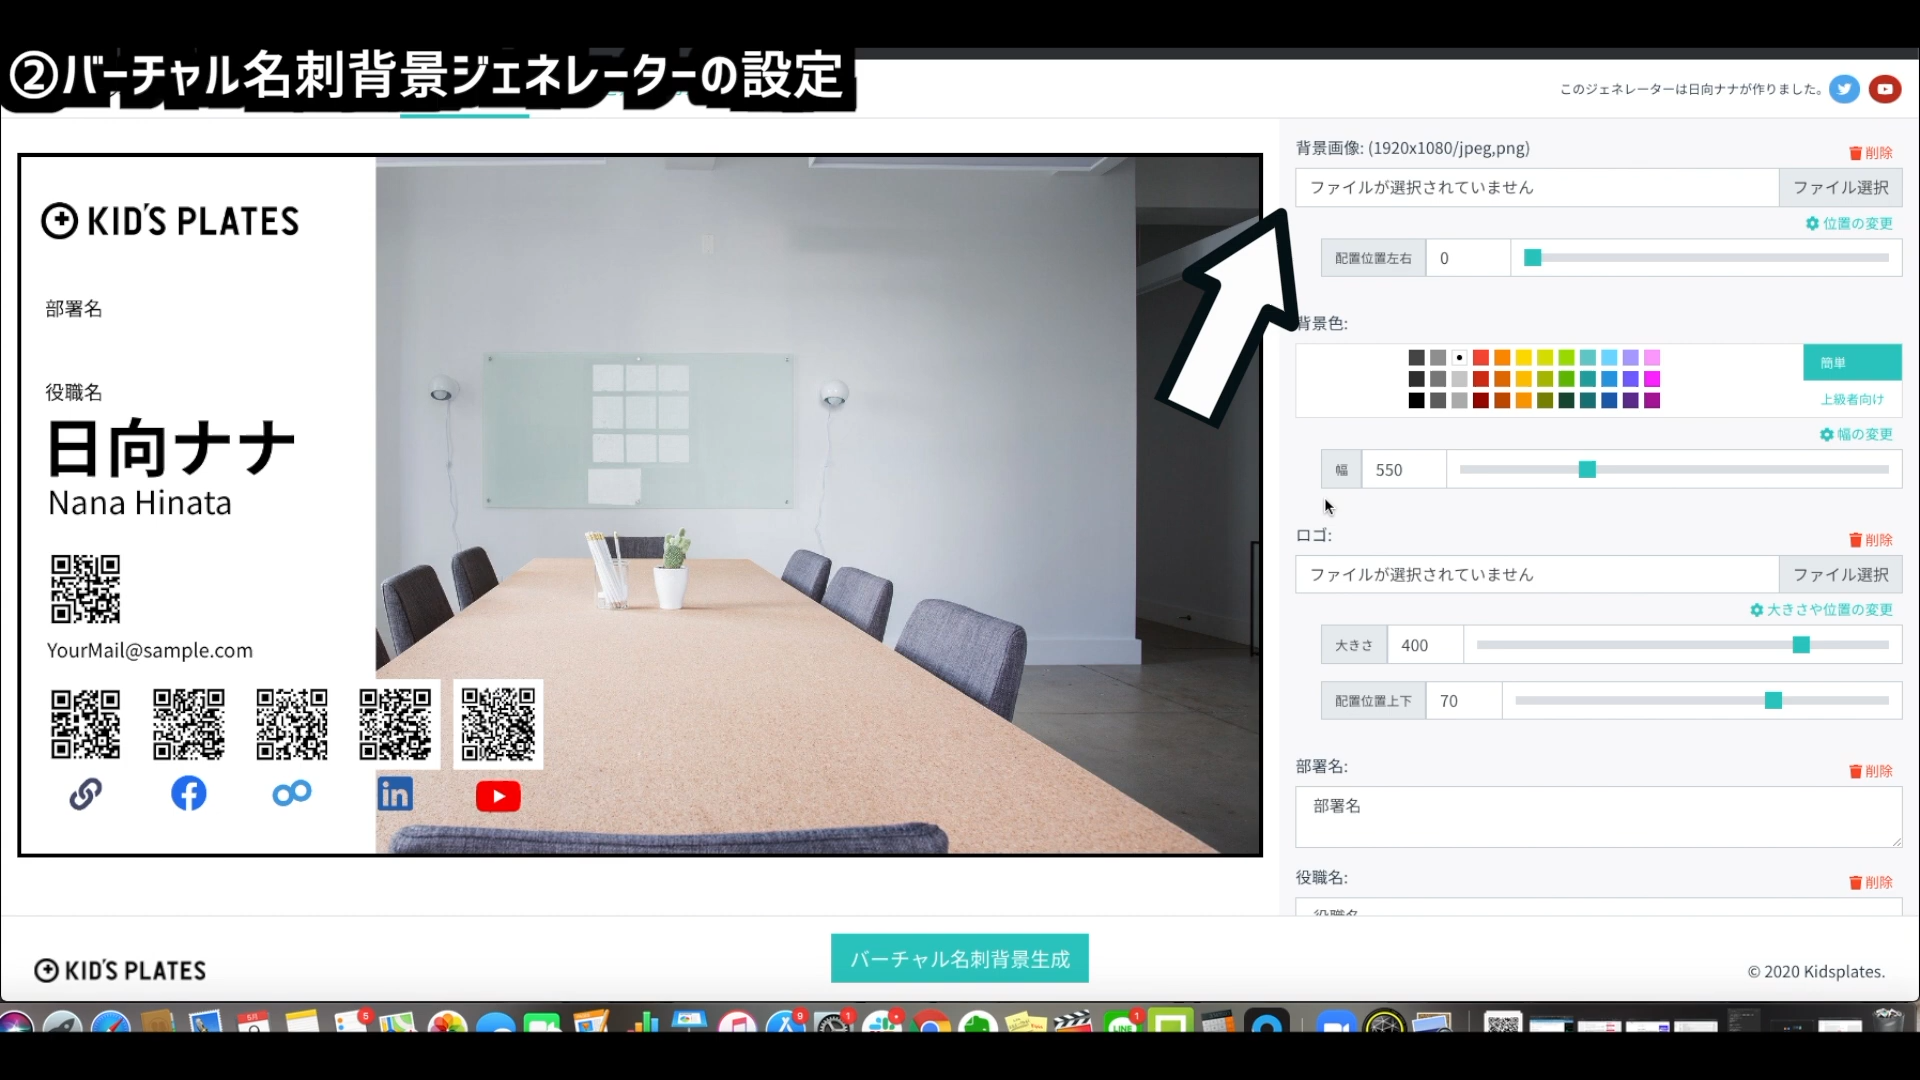 ②バーチャル名刺背景ジェネレーターの設定
このジェネレーターは日向ナナが作りました。
KID'S PLATES
部署名
役職名
日向ナナ
Nana Hinata
YourMail@sample.com
in
背景画像: (1920x1080/jpeg,png)
削除
ファイルが選択されていません
ファイル選択
位置の変更
配置位置左右
0
背景色:
簡単
上級者向け
幅の変更
幅
550
ロゴ:
削除
ファイルが選択されていません
ファイル選択
大きさや位置の変更
大きさ
400
配置位置上下
70
部署名:
削除
部署名
役職名:
削除
役職名
KID'S PLATES
バーチャル名刺背景生成
© 2020 Kidsplates.
5
9
1
LINE
1